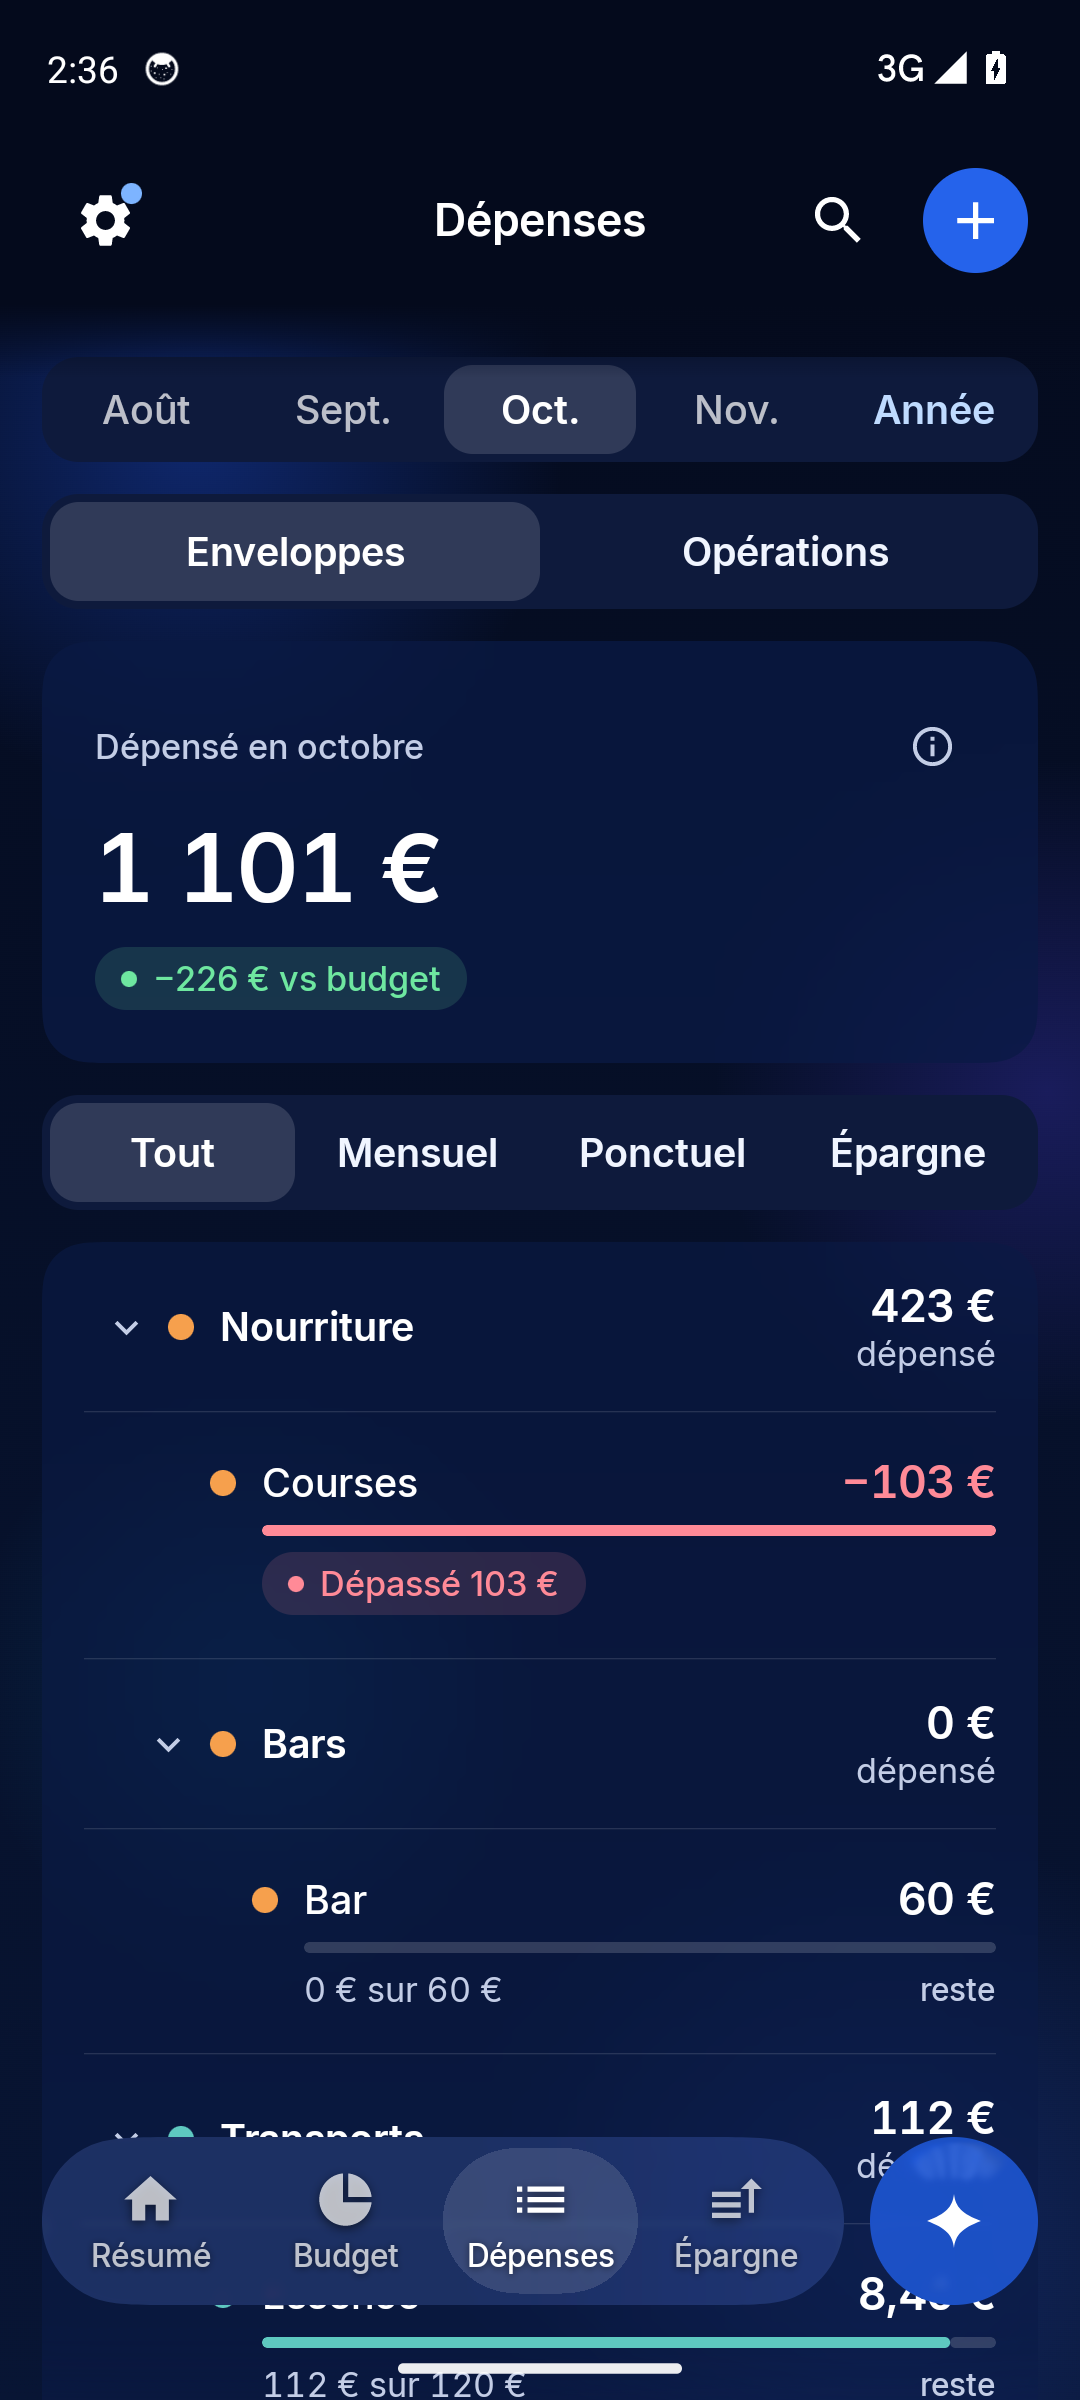 2:36
3G
Dépenses
Août Sept. Oct. Nov. Année
Enveloppes Opérations
Dépensé en octobre
1 101 €
−226 € vs budget
Tout Mensuel Ponctuel Épargne
Nourriture 423 €
dépensé
Courses −103 €
Dépassé 103 €
Bars 0 €
dépensé
Bar 60 €
0 € sur 60 € reste
112 €
Résumé Budget Dépenses Épargne
112 € sur 120 € reste